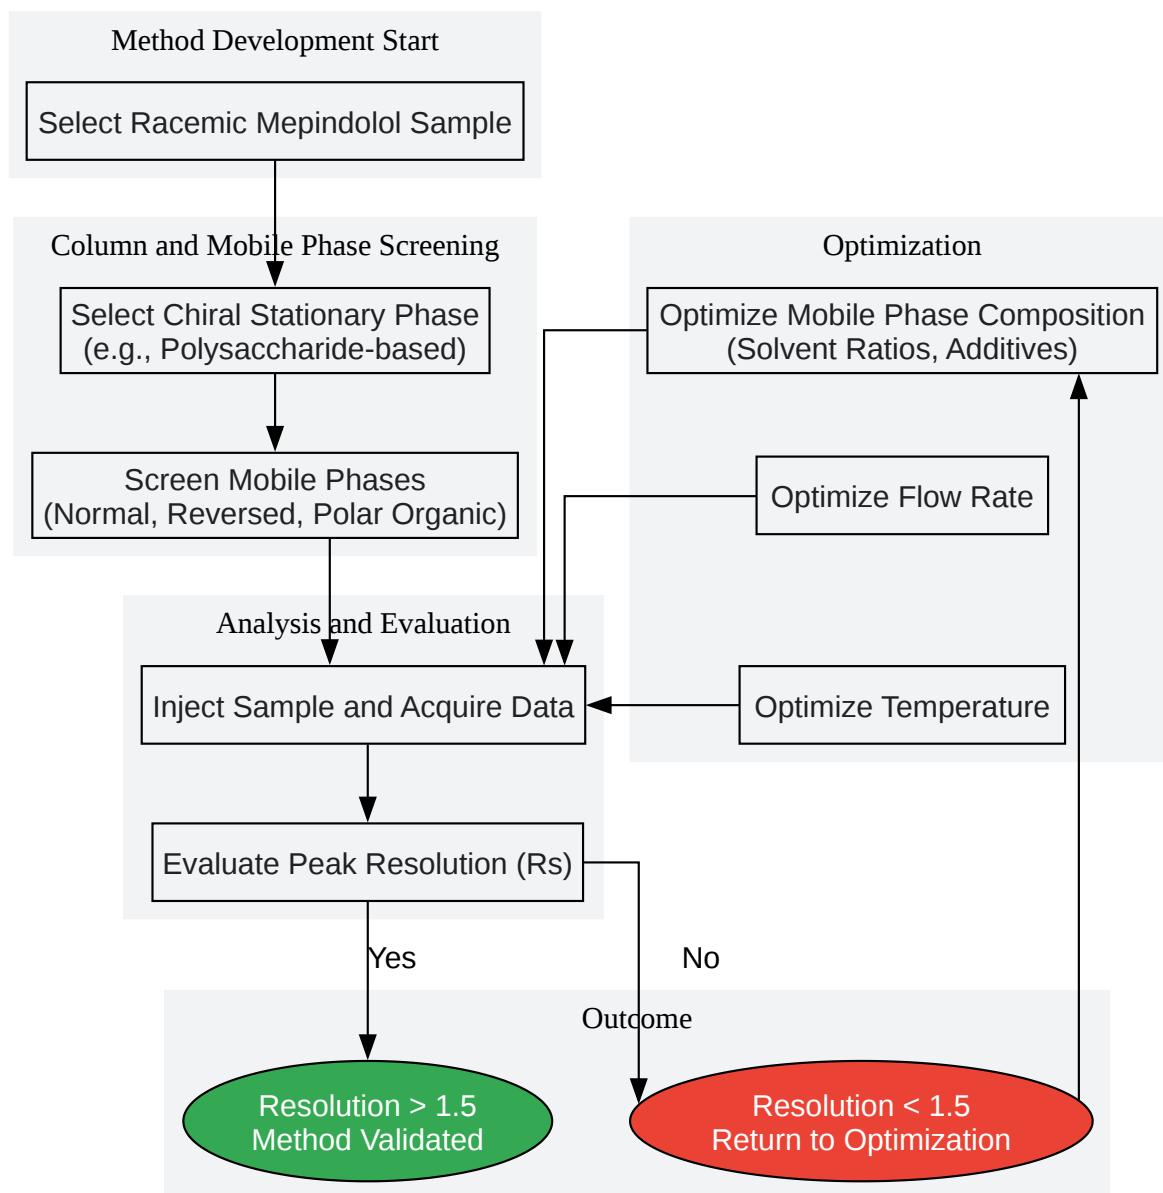 Method Development Start
Select Racemic Mepindolol Sample
Column and Mobile Phase Screening
Select Chiral Stationary Phase
(e.g., Polysaccharide-based)
Screen Mobile Phases
(Normal, Reversed, Polar Organic)
Optimization
Optimize Mobile Phase Composition
(Solvent Ratios, Additives)
Optimize Flow Rate
Optimize Temperature
Analysis and Evaluation
Inject Sample and Acquire Data
Evaluate Peak Resolution (Rs)
Yes
No
Outcome
Resolution > 1.5
Method Validated
Resolution < 1.5
Return to Optimization